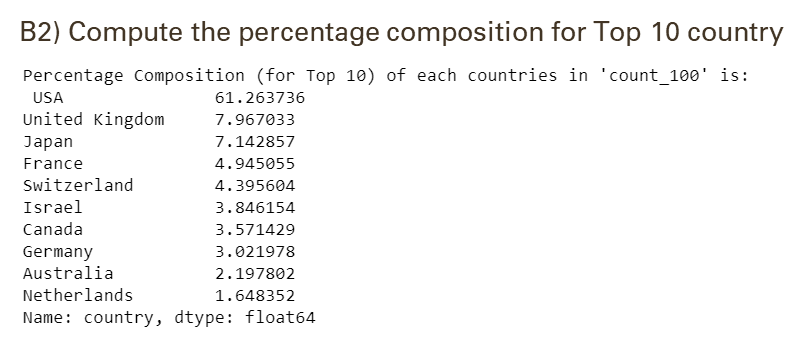 B2) Compute the percentage composition for Top 10 country
Percentage Composition (for Top 10) of each countries in 'count_100' is:
USA 61.263736
United Kingdom 7.967033
Japan 7.142857
France 4.945055
Switzerland 4.395604
Israel 3.846154
Canada 3.571429
Germany 3.021978
Australia 2.197802
Netherlands 1.648352
Name: country, dtype: float64